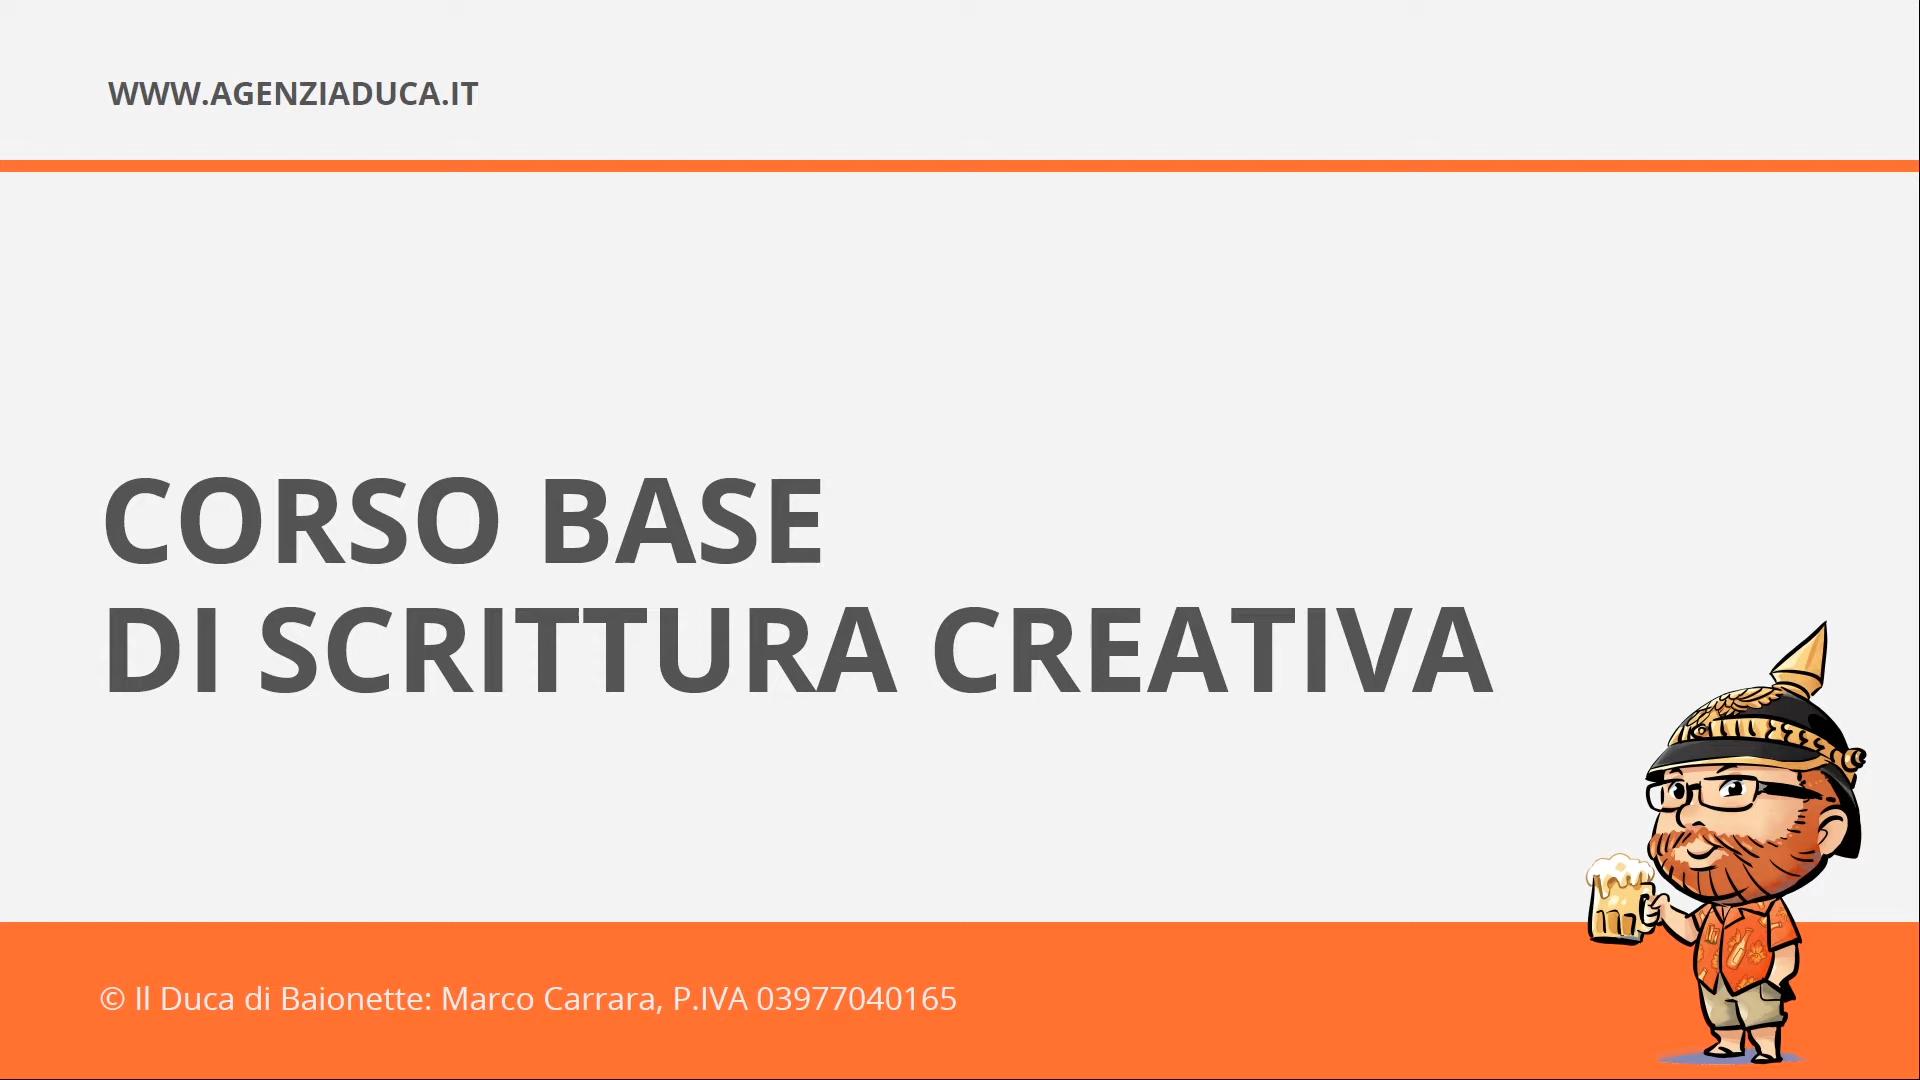 WWW.AGENZIADUCA.IT
CORSO BASE
DI SCRITTURA CREATIVA
© Il Duca di Baionette: Marco Carrara, P.IVA 03977040165